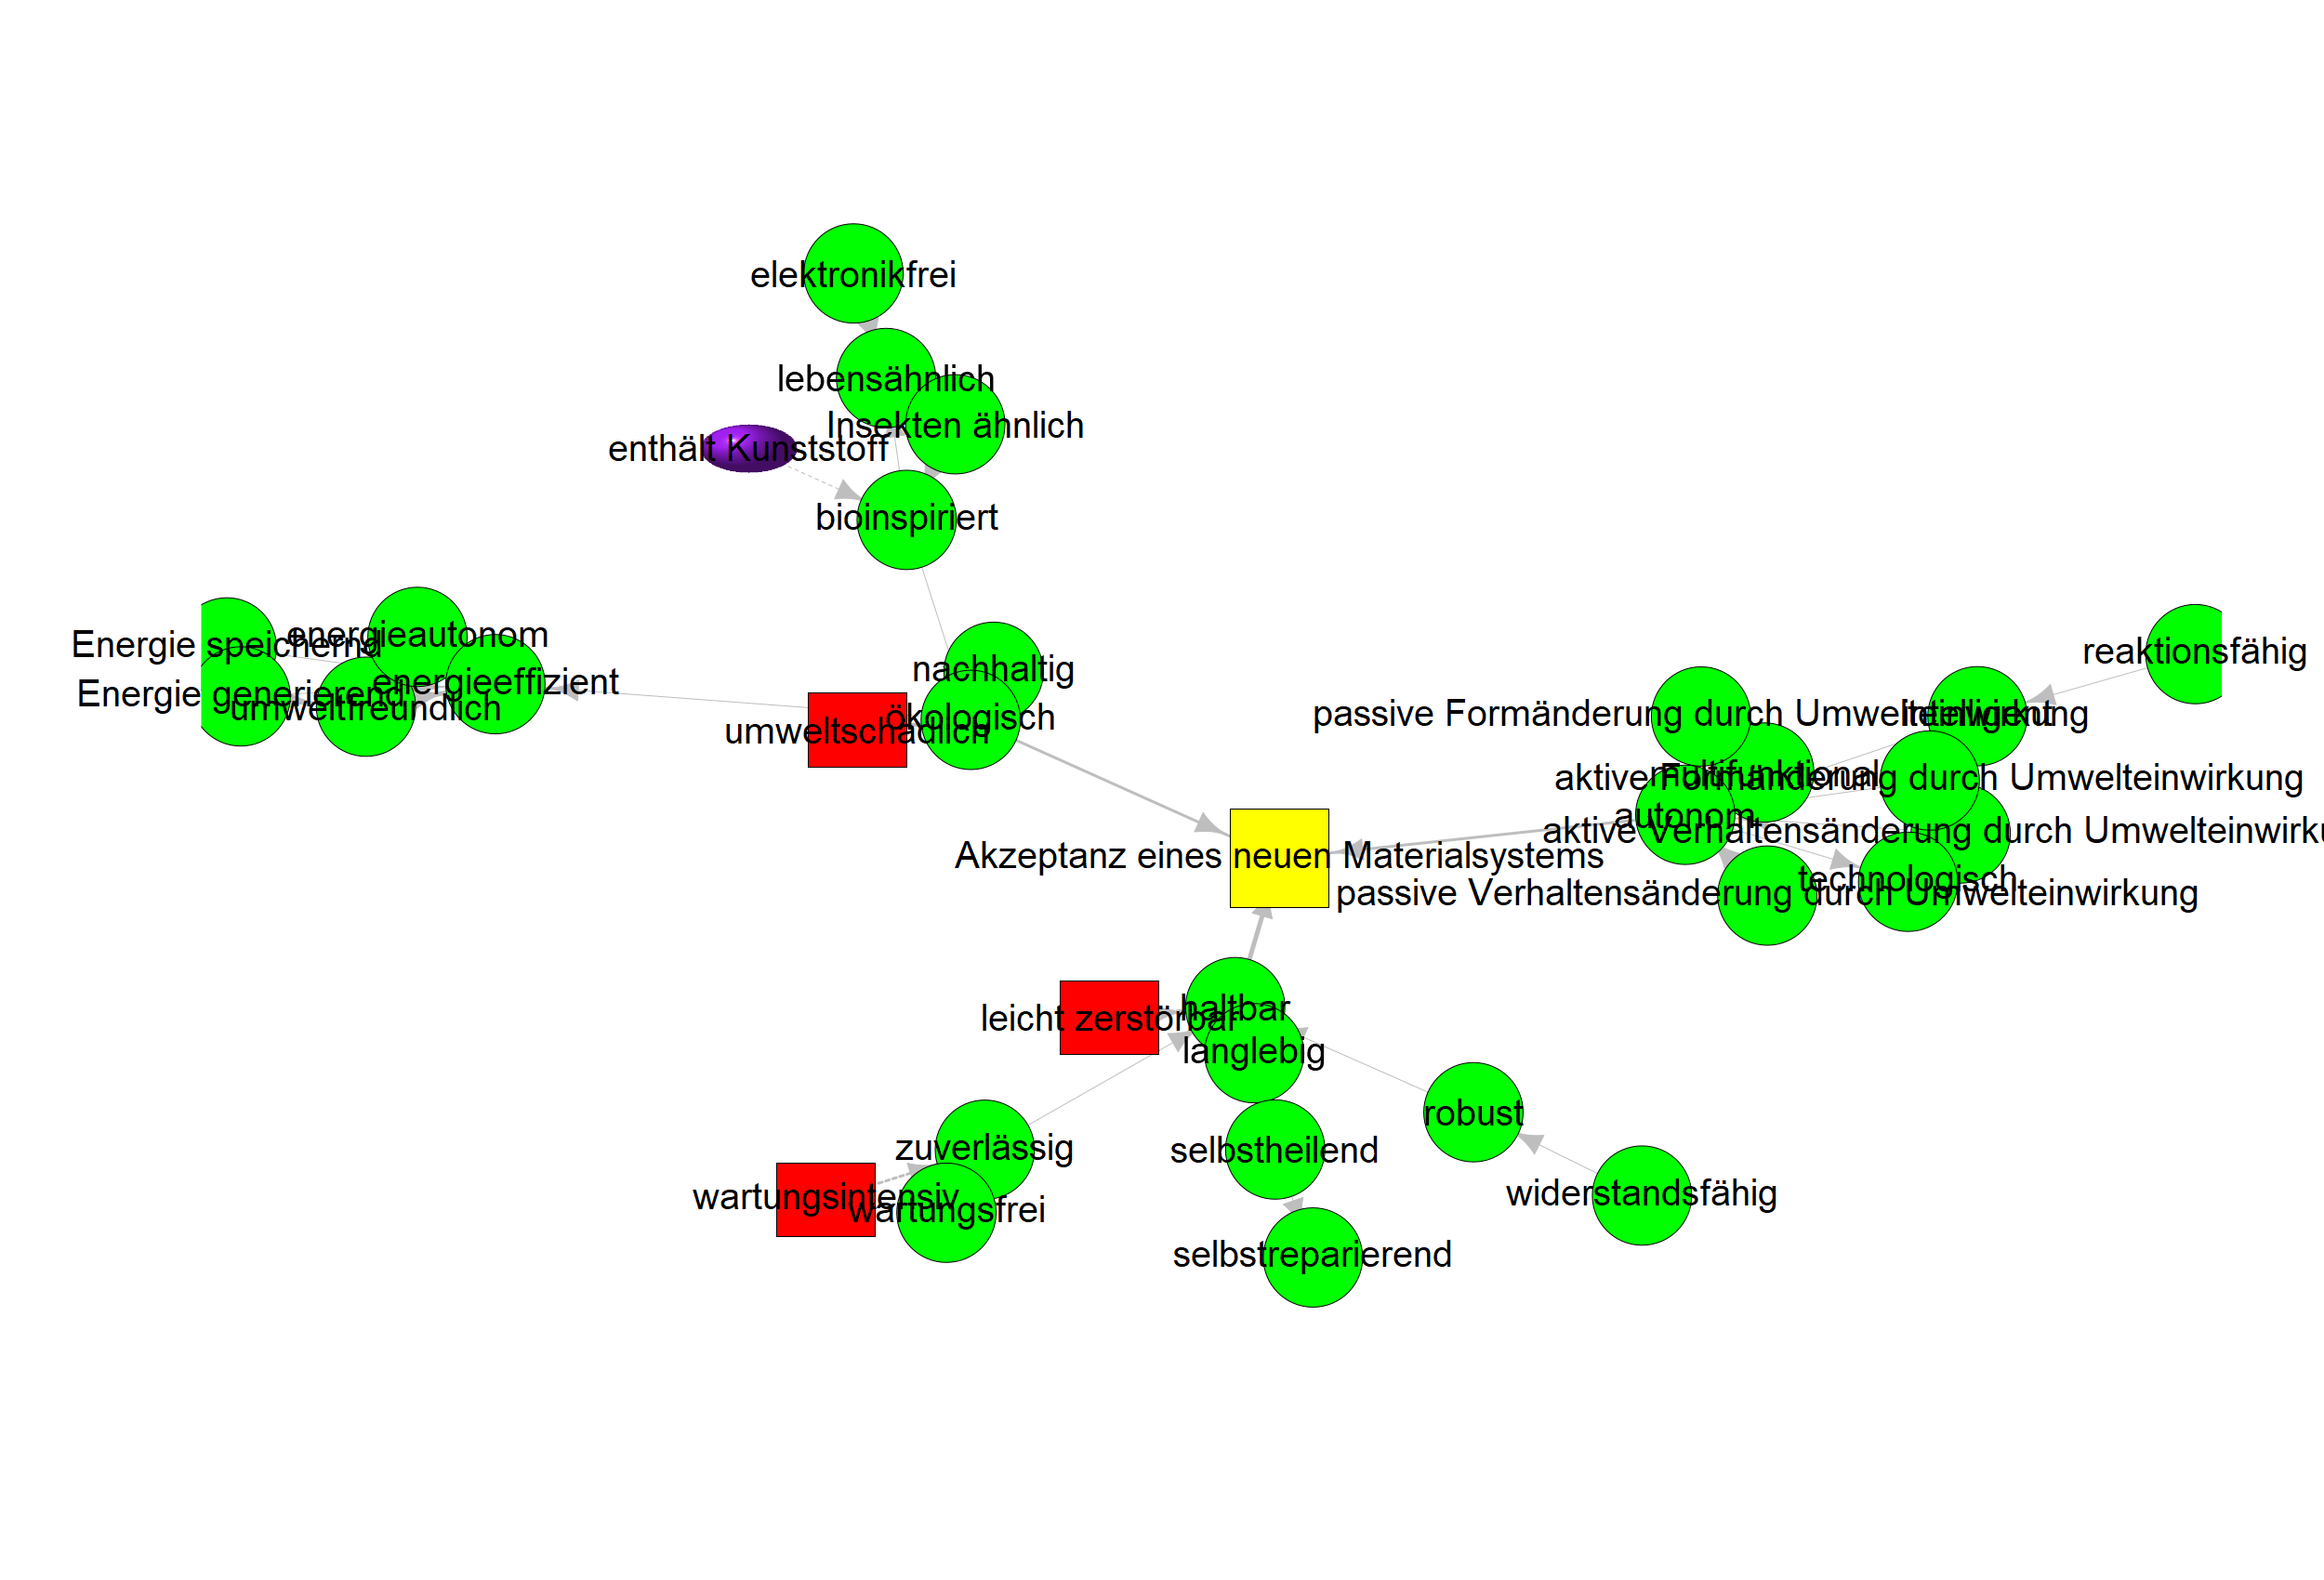 elektronikfrei
lebensähnlich
Insekten ähnlich
enthält Kunststoff
bioinspiriert
energieautonom
Energie speichernd
reaktionsfähig
nachhaltig
energieeffizient
Energie generierend
umweltfreundlich
passive Formänderung durch Umwelteinwirkung
intelligent
ökologisch
umweltschädlich
multifunktional
aktive Formänderung durch Umwelteinwirkung
autonom
aktive Verhaltensänderung durch Umwelteinwirku
Akzeptanz eines neuen Materialsystems
technologisch
passive Verhaltensänderung durch Umwelteinwirkung
haltbar
leicht zerstörbar
langlebig
robust
zuverlässig
selbstheilend
widerstandsfähig
wartungsintensiv
wartungsfrei
selbstreparierend